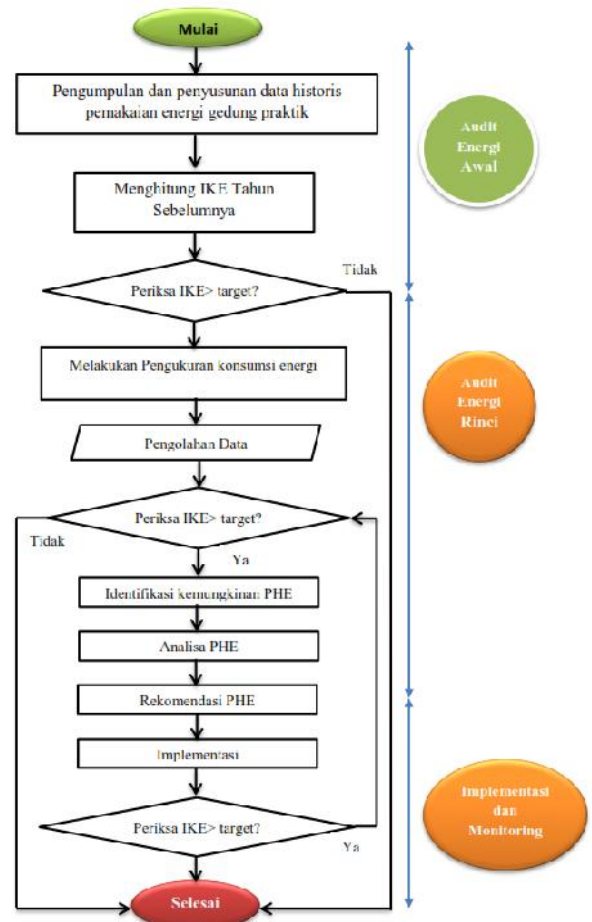 Mulai
Pengumpulan dan penyusunan data historis
pemakaian energi gedung praktik
Audit
Energi
Awal
Menghitung IKE Tahun
Sebelumnya
Tidak
Periksa IKE> target?
Melakukan Pengukuran konsumsi energi
Audit
Energi
Rinci
Pengolahan Data
Periksa IKE> target?
Tidak
Ya
Identifikasi kemungkinan PHE
Analisa PHE
Rekomendasi PHE
Implementasi
Implementasi
dan
Monitoring
Periksa IKE> target?
Ya
Selesai